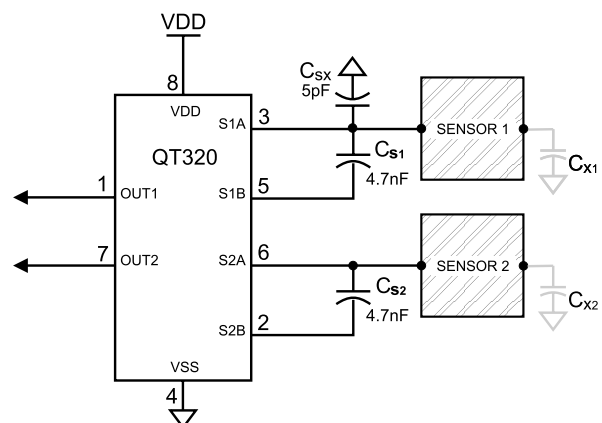 VDD
8
VDD
QT320
CSX
5pF
S1A
3
SENSOR 1
CS1
4.7nF
CX1
1
OUT1
S1B
5
7
OUT2
S2A
6
SENSOR 2
CS2
4.7nF
CX2
S2B
2
VSS
4